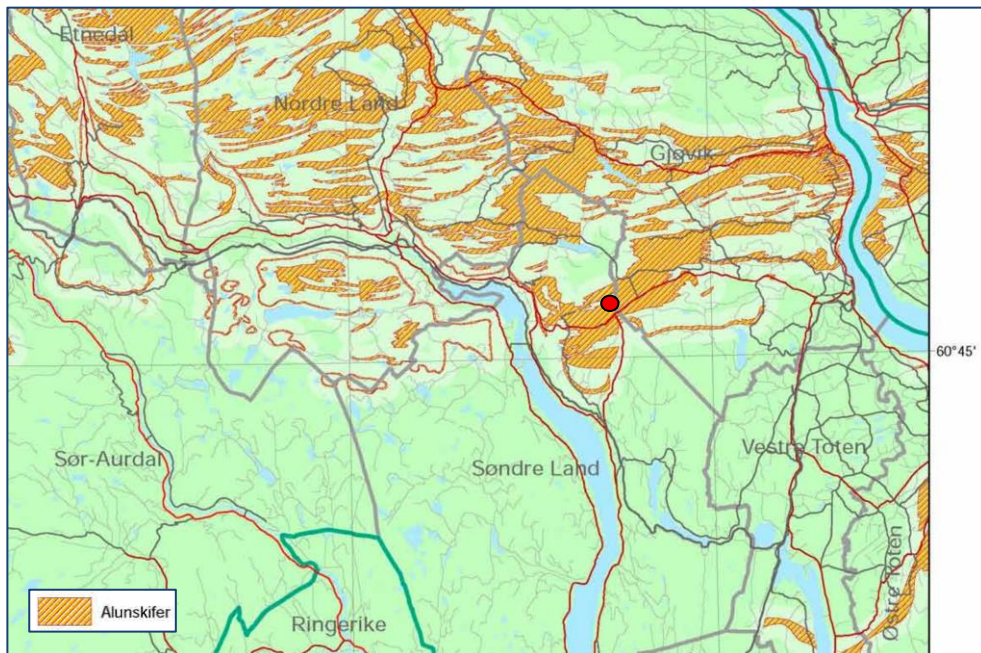 Etnedal
Nordre Land
Gjøvik
60°45'
Vestre Toten
Sør-Aurdal
Søndre Land
Østre Toten
Alunskifer
Ringerike